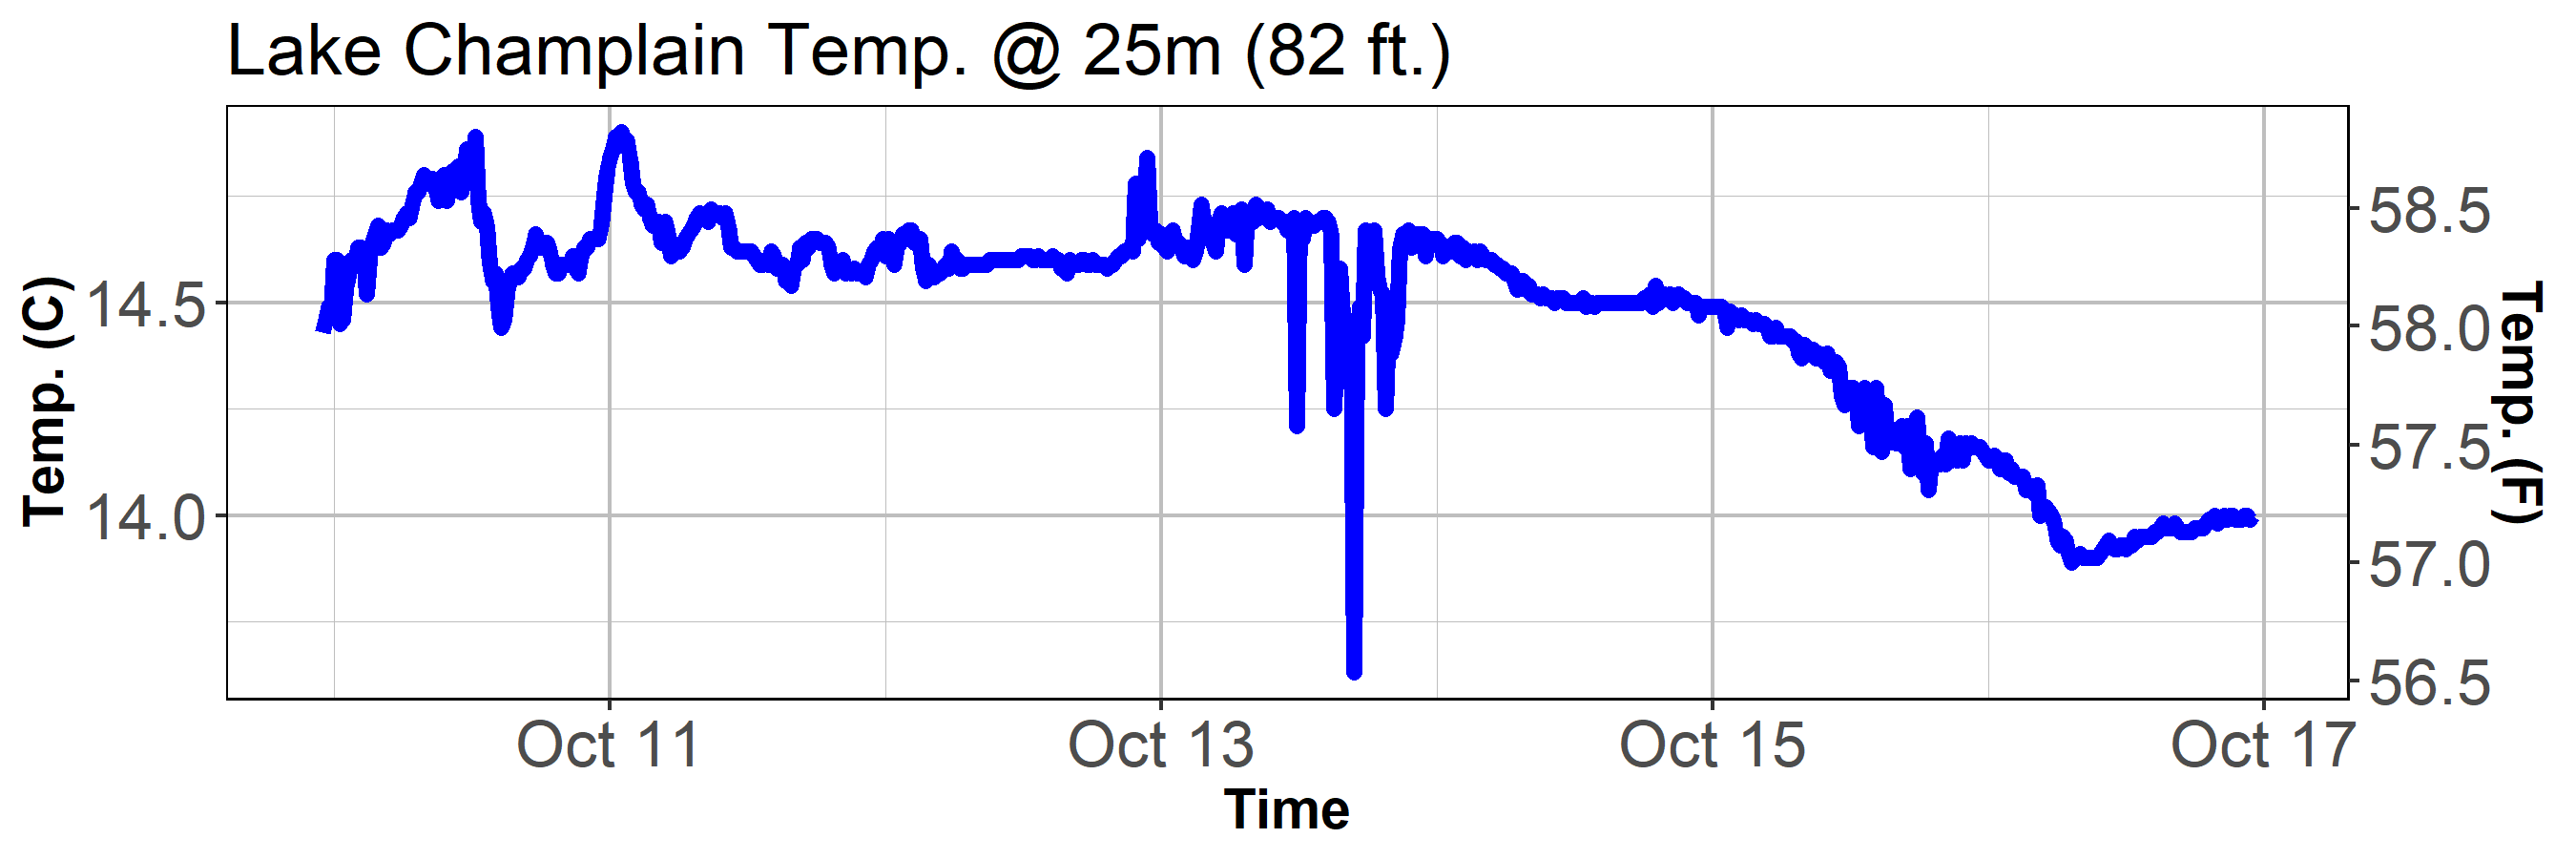 Lake Champlain Temp. @ 25m (82 ft.)
Temp. (C)
14.5
14.0
58.5
58.0
57.5
57.0
56.5
Temp. (F)
Oct 11
Oct 13
Oct 15
Oct 17
Time